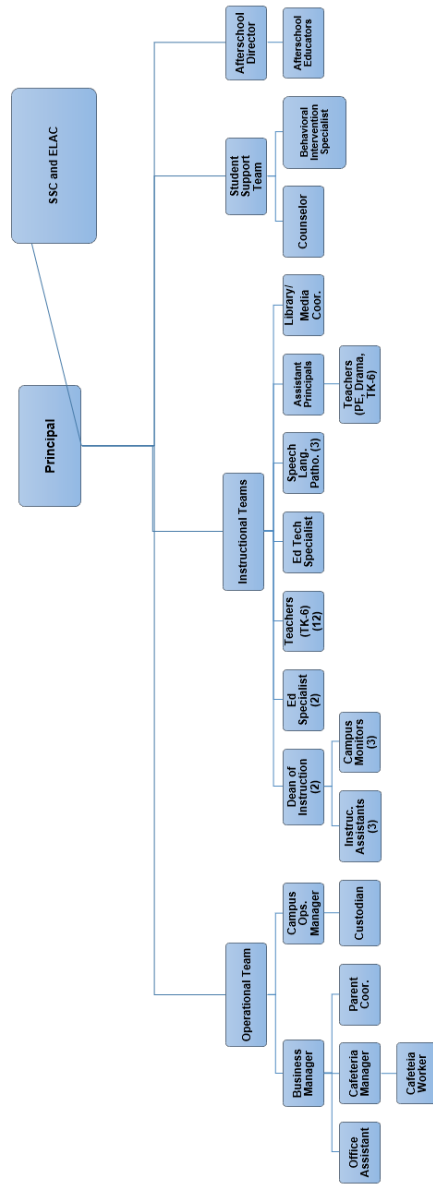 SSC and ELAC
Principal
Operational Team
Instructional Teams
Student Support
Team
Afterschool
Director
Business
Manager
Campus
Ops.
Manager
Dean of
Instruction
(2)
Ed
Specialist
(2)
Teachers
(TK-6)
(12)
Ed Tech
Specialist
Speech
Lang.
Patho. (3)
Assistant
Principals
Library/
Media
Coor.
Counselor
Behavioral
Intervention
Specialist
Afterschool
Educators
Office
Assistant
Cafeteria
Manager
Parent
Coor.
Custodian
Instruc.
Assistants
(3)
Campus
Monitors
(3)
Teachers
(PE, Drama,
TK-6)
Cafeteia
Worker